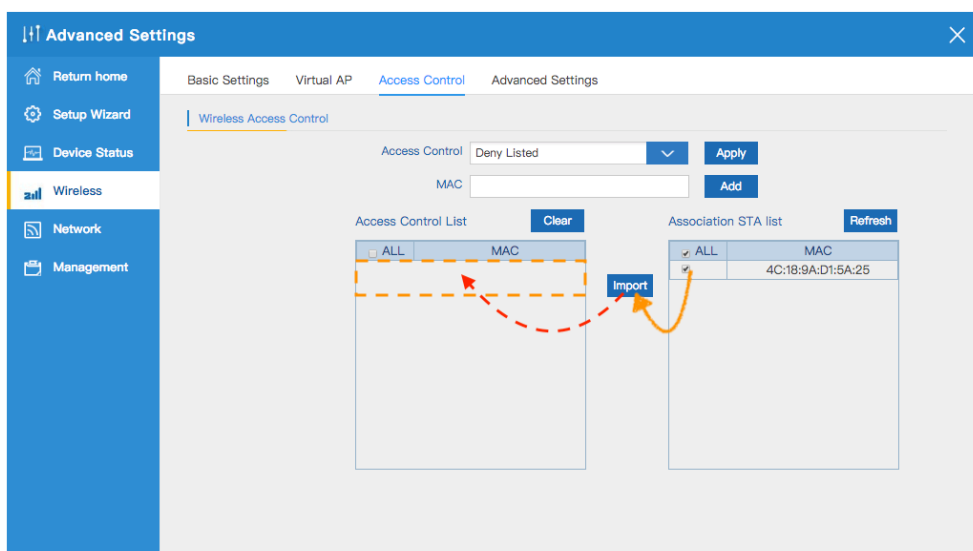 Advanced Settings
Return home
Setup Wizard
Device Status
Wireless
Network
Management
Basic Settings Virtual AP Access Control Advanced Settings
Wireless Access Control
Access Control Deny Listed Apply
MAC Add
Access Control List Clear
ALL MAC
Import
Association STA list Refresh
ALL MAC
4C:18:9A:D1:5A:25